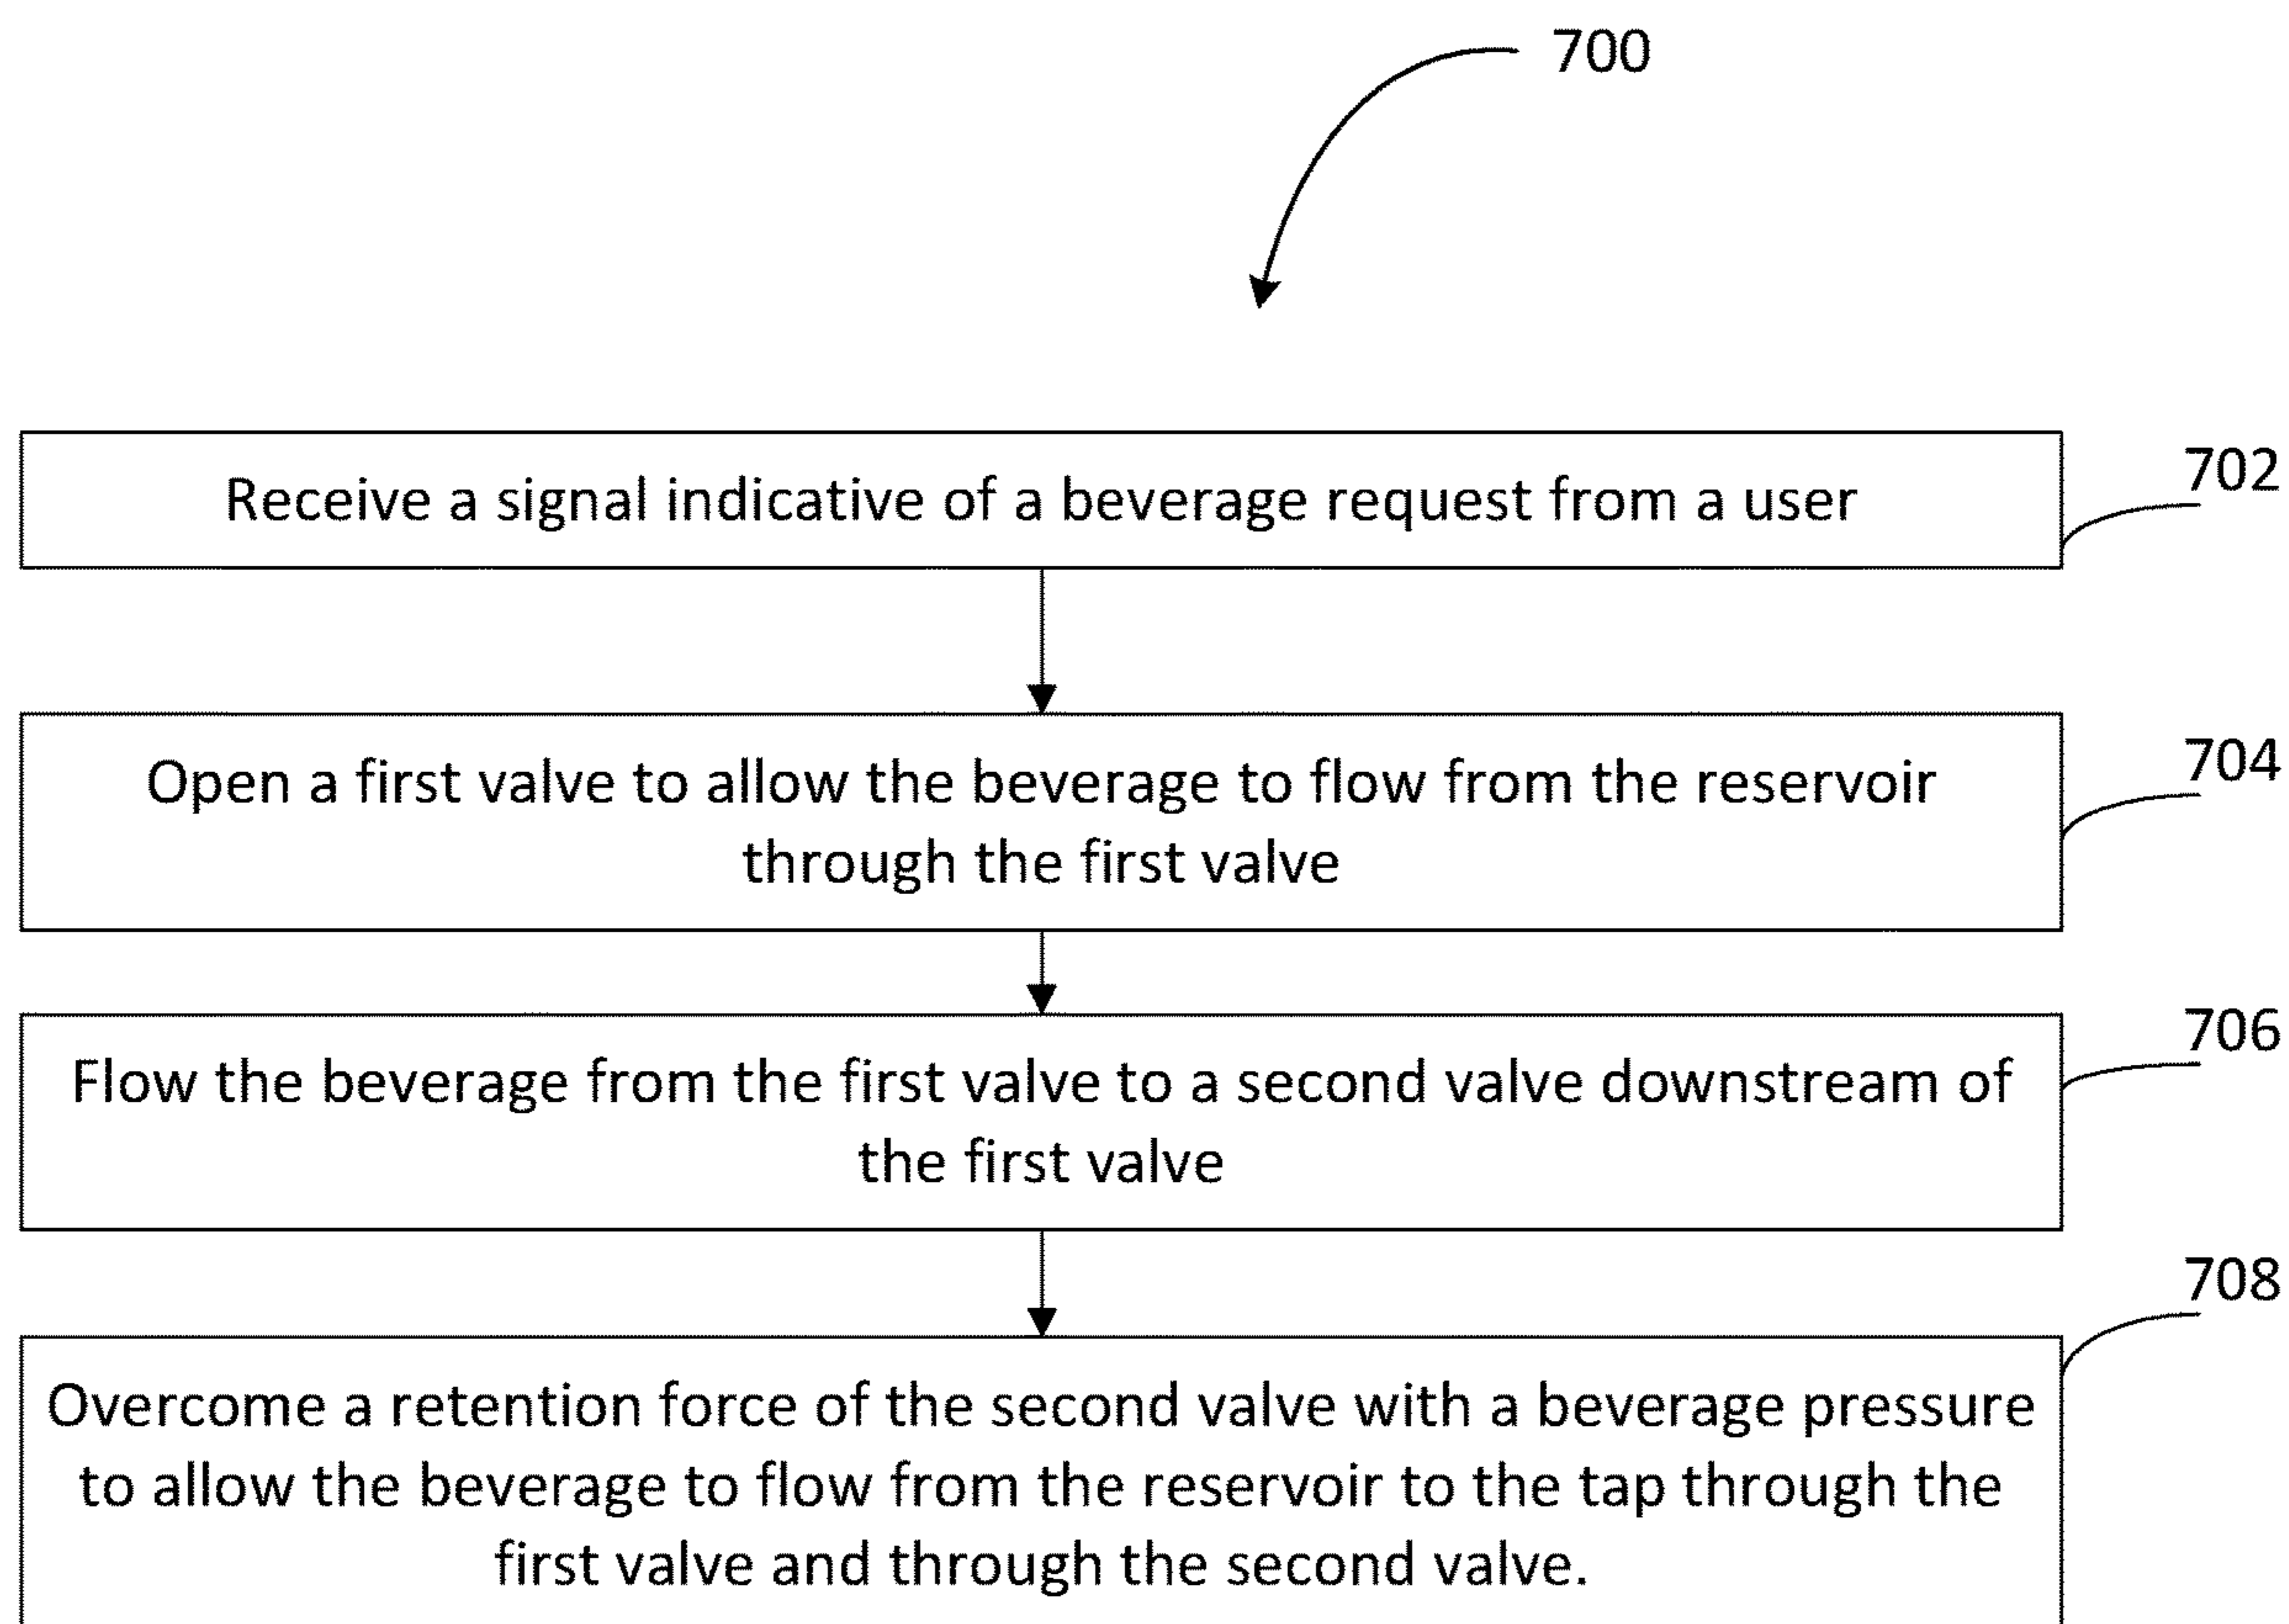 700
Receive a signal indicative of a beverage request from a user
702
Open a first valve to allow the beverage to flow from the reservoir
through the first valve
704
Flow the beverage from the first valve to a second valve downstream of
the first valve
706
Overcome a retention force of the second valve with a beverage pressure
to allow the beverage to flow from the reservoir to the tap through the
first valve and through the second valve.
708